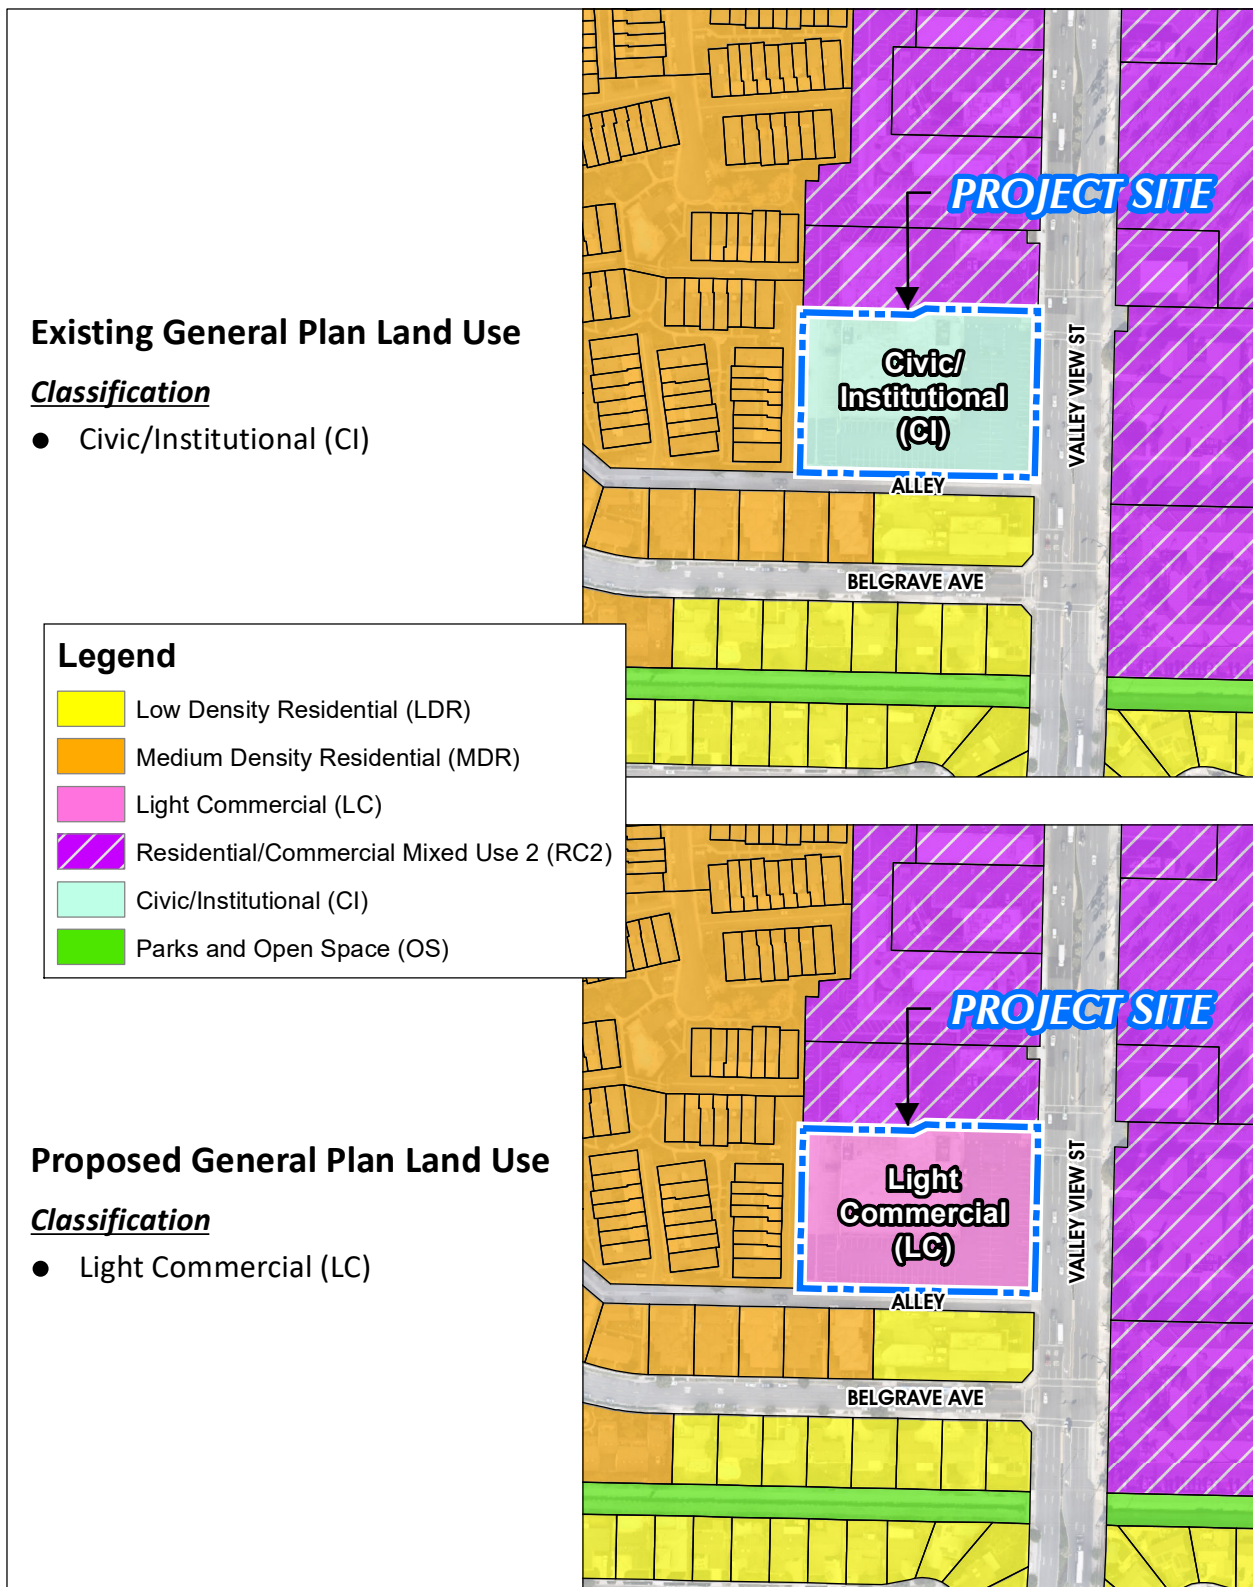 PROJECT SITE
Existing General Plan Land Use
Classification
● Civic/Institutional (CI)
Civic/
Institutional
(CI)
VALLEY VIEW ST
ALLEY
BELGRAVE AVE
Legend
Low Density Residential (LDR)
Medium Density Residential (MDR)
Light Commercial (LC)
Residential/Commercial Mixed Use 2 (RC2)
Civic/Institutional (CI)
Parks and Open Space (OS)
PROJECT SITE
Proposed General Plan Land Use
Classification
● Light Commercial (LC)
Light
Commercial
(LC)
VALLEY VIEW ST
ALLEY
BELGRAVE AVE